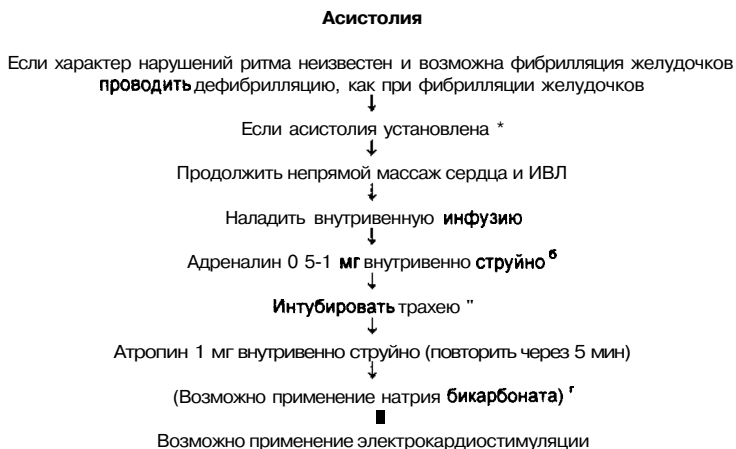 Асистолия
Если характер нарушений ритма неизвестен и возможна фибрилляция желудочков
проводить дефибрилляцию, как при фибрилляции желудочков
Если асистолия установлена *
Продолжить непрямой массаж сердца и ИВЛ
Наладить внутривенную инфузию
Адреналин 0 5-1 мг внутривенно струйно б
Интубировать трахею "
Атропин 1 мг внутривенно струйно (повторить через 5 мин)
(Возможно применение натрия бикарбоната) г
Возможно применение электрокардиостимуляции